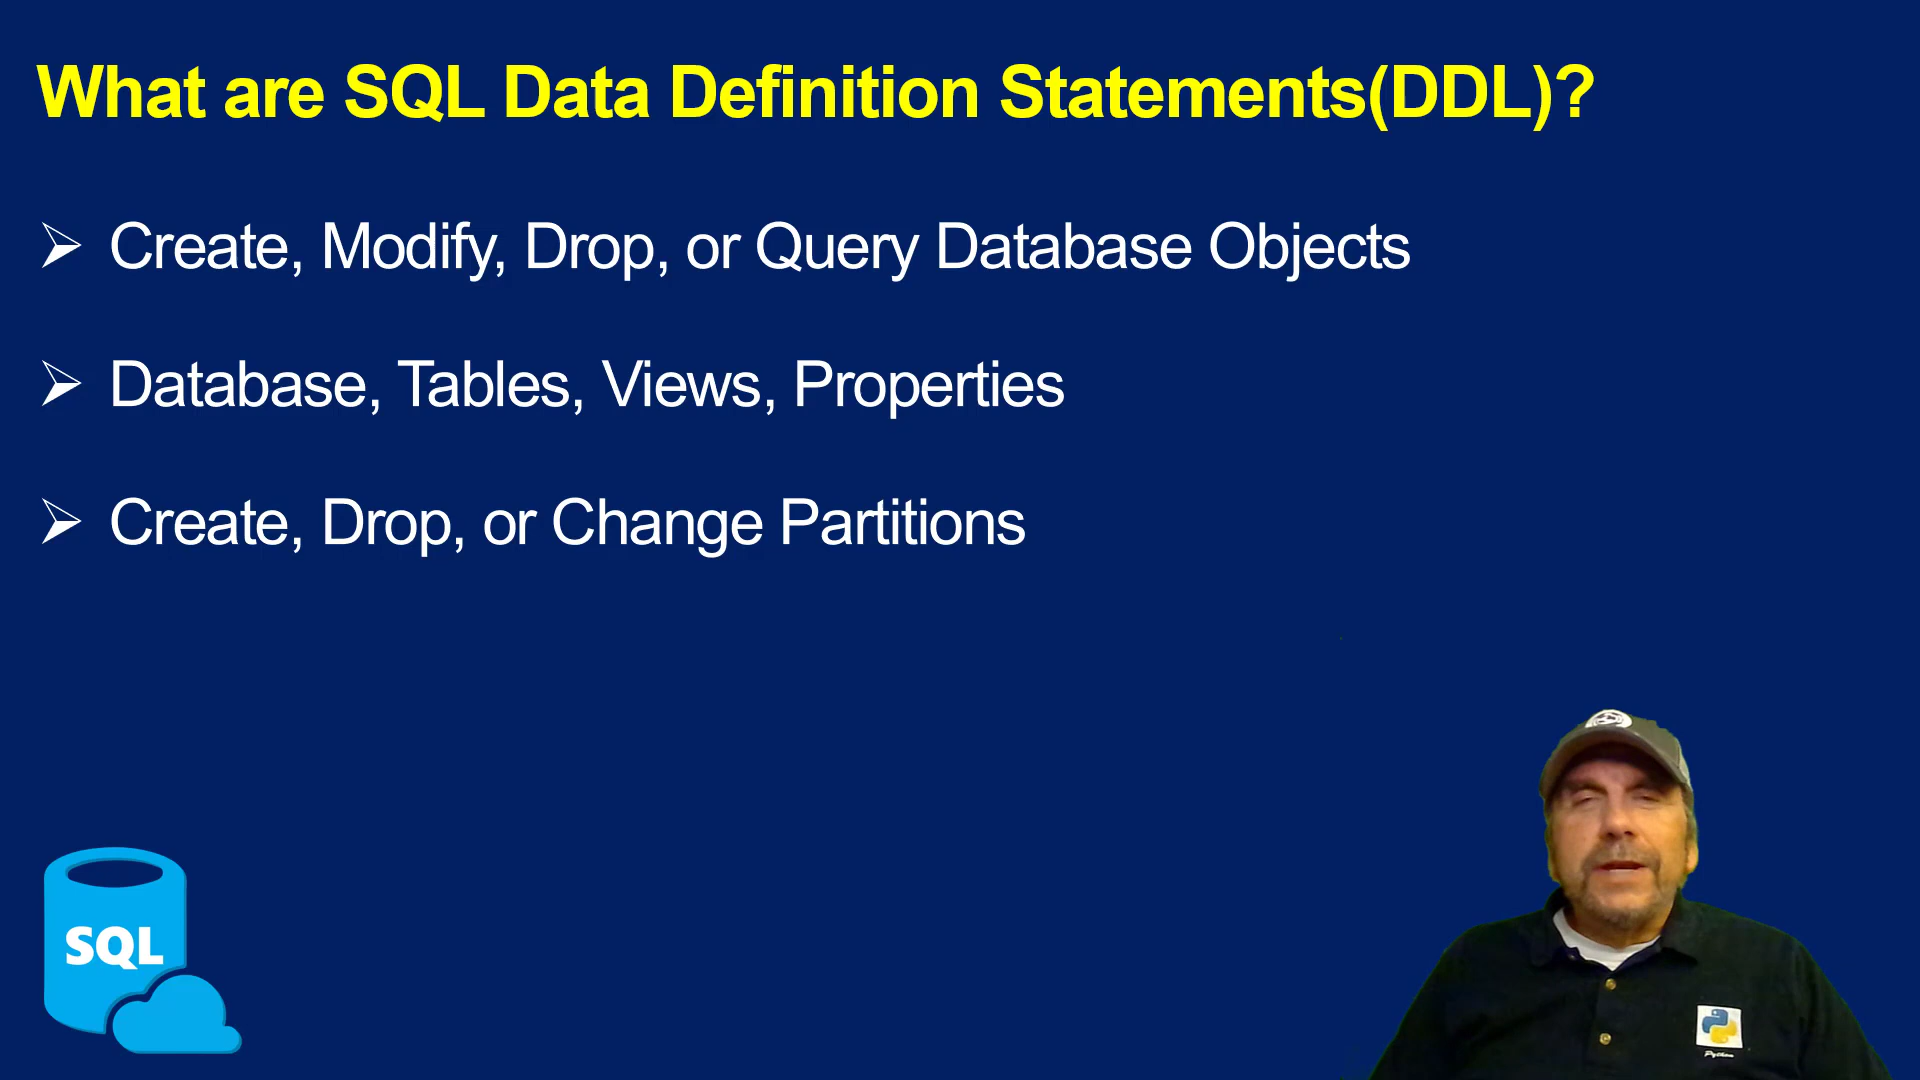 What are SQL Data Definition Statements(DDL)?
Create, Modify, Drop, or Query Database Objects
Database, Tables, Views, Properties
Create, Drop, or Change Partitions
SQL
Python